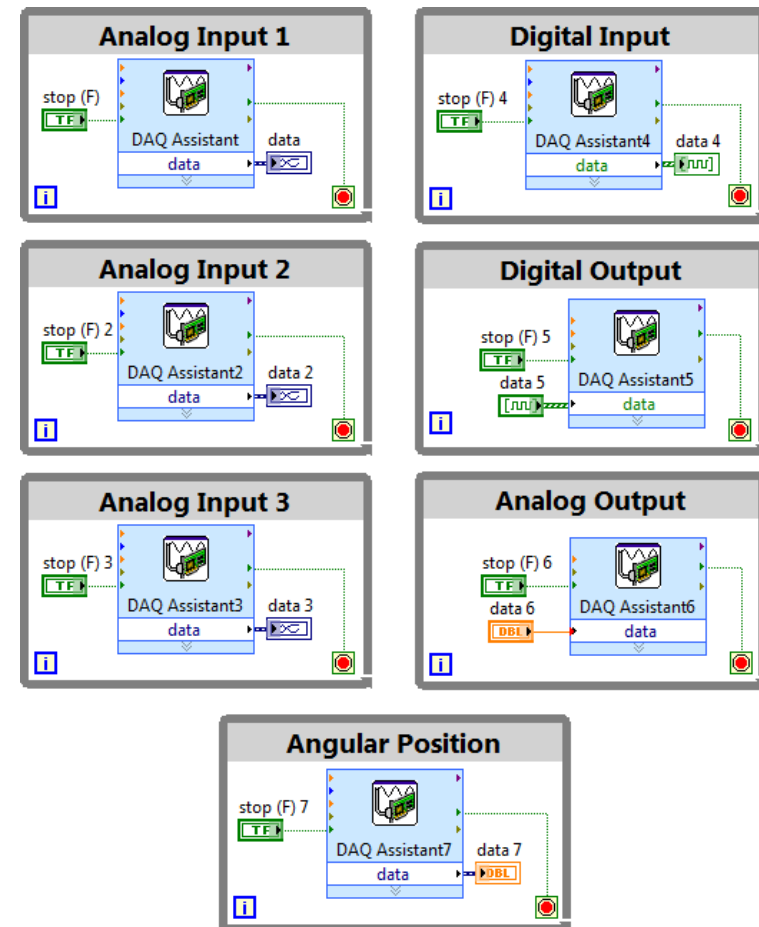 Analog Input 1
stop (F)
TF
DAQ Assistant
data
data
i
Digital Input
stop (F) 4
TF
DAQ Assistant4
data 4
data
i
Analog Input 2
stop (F) 2
TF
DAQ Assistant2
data 2
data
i
Digital Output
stop (F) 5
TF
DAQ Assistant5
data 5
data
i
Analog Input 3
stop (F) 3
TF
DAQ Assistant3
data 3
data
i
Analog Output
stop (F) 6
TF
DAQ Assistant6
data 6
DBL
data
i
Angular Position
stop (F) 7
TF
DAQ Assistant7
data 7
data
DBL
i